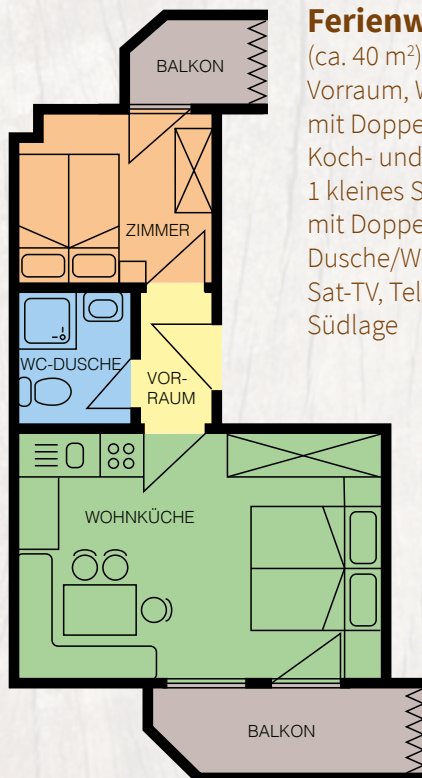 Ferienw
(ca. 40 m²)
Vorraum, W
mit Doppe
Koch- und
1 kleines S
mit Doppe
Dusche/W
Sat-TV, Tel
Südlage
BALKON
ZIMMER
WC-DUSCHE
VOR-
RAUM
WOHNKÜCHE
BALKON